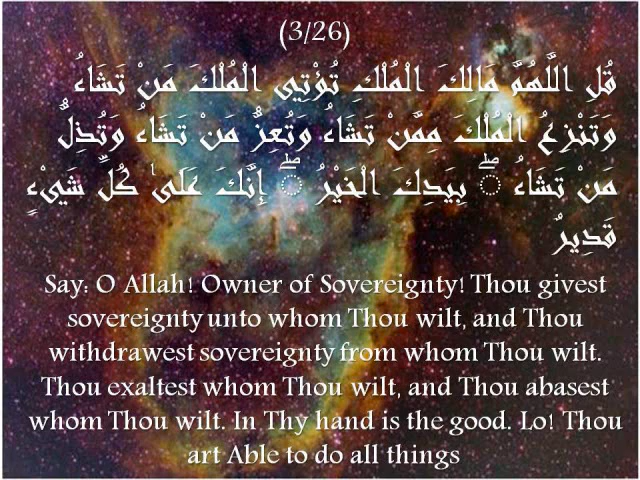 (3/26)
قُلِ اللَّهُمَّ مَالِكَ الْمُلْكِ تُؤْتِي الْمُلْكَ مَنْ تَشَاءُ
وَتَنْزِعُ الْمُلْكَ مِمَّنْ تَشَاءُ وَتُعِزُّ مَنْ تَشَاءُ وَتُذِلُّ
مَنْ تَشَاءُ ۖ بِيَدِكَ الْخَيْرُ ۖ إِنَّكَ عَلَىٰ كُلِّ شَيْءٍ
قَدِيرٌ
Say: O Allah! Owner of Sovereignty! Thou givest
sovereignty unto whom Thou wilt, and Thou
withdrawest sovereignty from whom Thou wilt.
Thou exaltest whom Thou wilt, and Thou abasest
whom Thou wilt. In Thy hand is the good. Lo! Thou
art Able to do all things